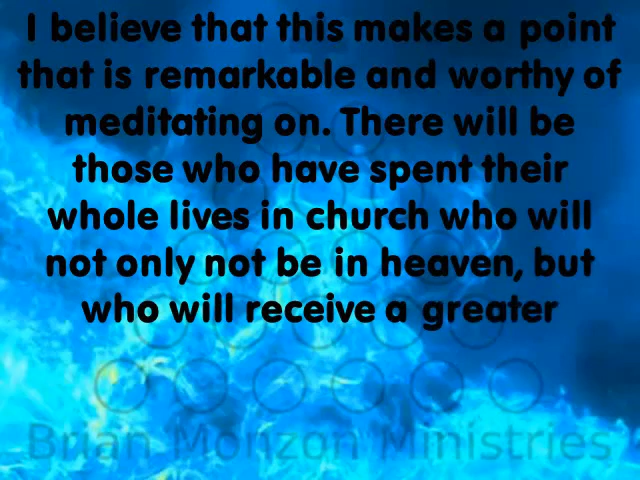 I believe that this makes a point
that is remarkable and worthy of
meditating on. There will be
those who have spent their
whole lives in church who will
not only not be in heaven, but
who will receive a greater
Brian Monzon Ministries